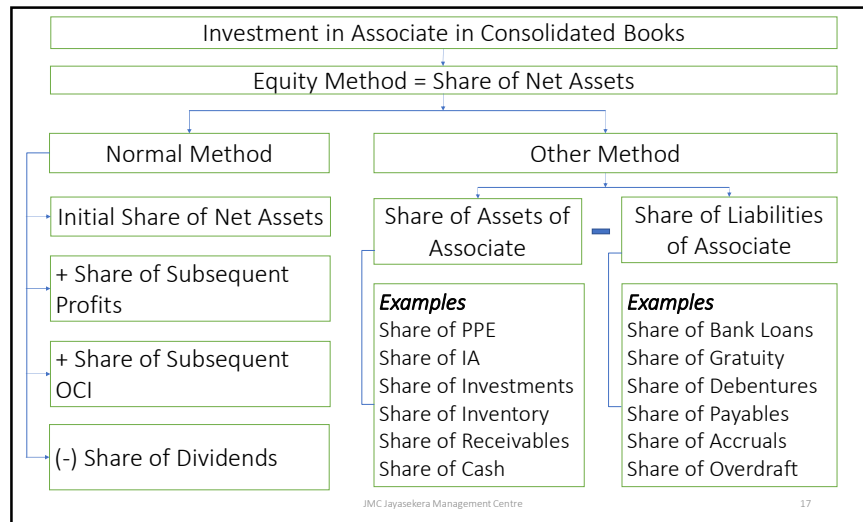 Investment in Associate in Consolidated Books
Equity Method = Share of Net Assets
Normal Method
Initial Share of Net Assets
+ Share of Subsequent
Profits
+ Share of Subsequent
OCI
(-) Share of Dividends
Other Method
Share of Assets of
Associate
-
Share of Liabilities
of Associate
Examples
Share of PPE
Share of IA
Share of Investments
Share of Inventory
Share of Receivables
Share of Cash
Examples
Share of Bank Loans
Share of Gratuity
Share of Debentures
Share of Payables
Share of Accruals
Share of Overdraft
JMC Jayasekera Management Centre
17